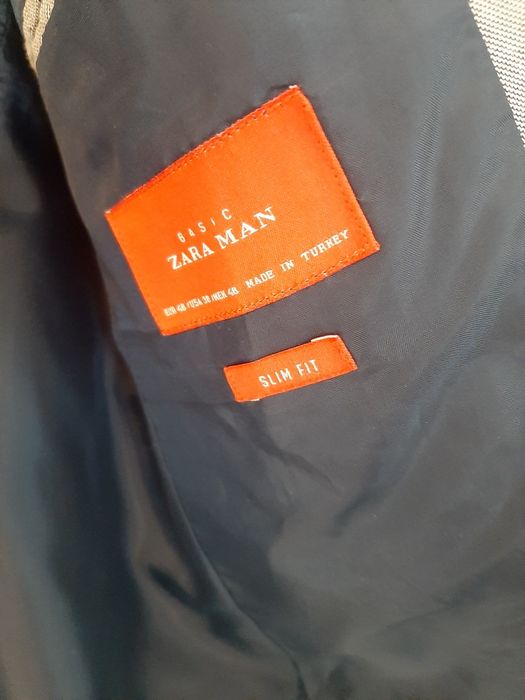 BASIC
ZARA MAN
EUR 48 / USA 38 / MEX 48 MADE IN TURKEY
SLIM FIT